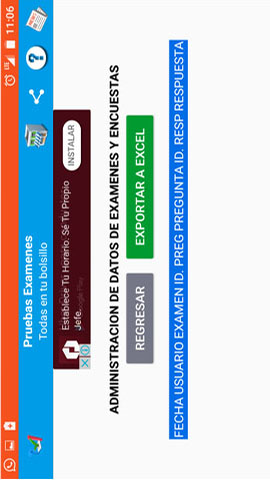 11:06
LTE
Pruebas Examenes
Todas en tu bolsillo
Establece Tu Horario. Sé Tu Propio
Jefe.
Google Play
INSTALAR
ADMINISTRACION DE DATOS DE EXAMENES Y ENCUESTAS
REGRESAR
EXPORTAR A EXCEL
FECHA USUARIO EXAMEN ID. PREG PREGUNTA ID. RESP RESPUESTA